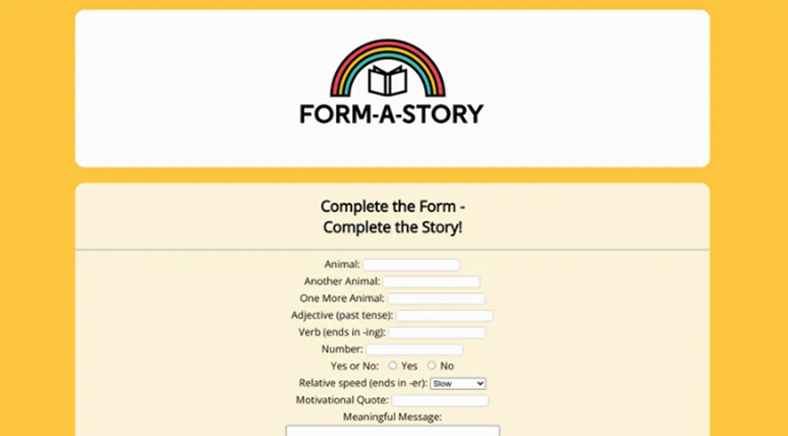 FORM-A-STORY
Complete the Form -
Complete the Story!
Animal:
Another Animal:
One More Animal:
Adjective (past tense):
Verb (ends in -ing):
Number:
Yes or No: Yes No
Relative speed (ends in -er): Slow
Motivational Quote:
Meaningful Message: